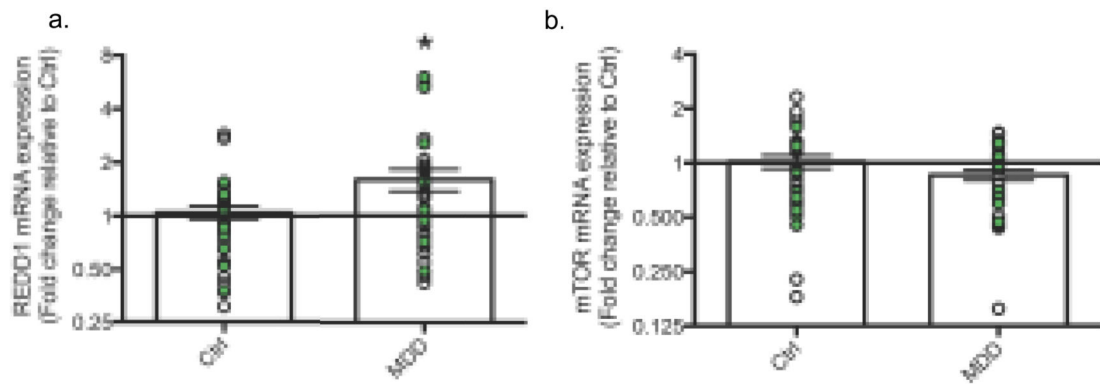 a.
REDD1 mRNA expression
(Fold change relative to Ctrl)
8
4
2
1
0.50
0.25
*
Ctrl
MDD
b.
mTOR mRNA expression
(Fold change relative to Ctrl)
4
2
1
0.500
0.250
0.125
Ctrl
MDD